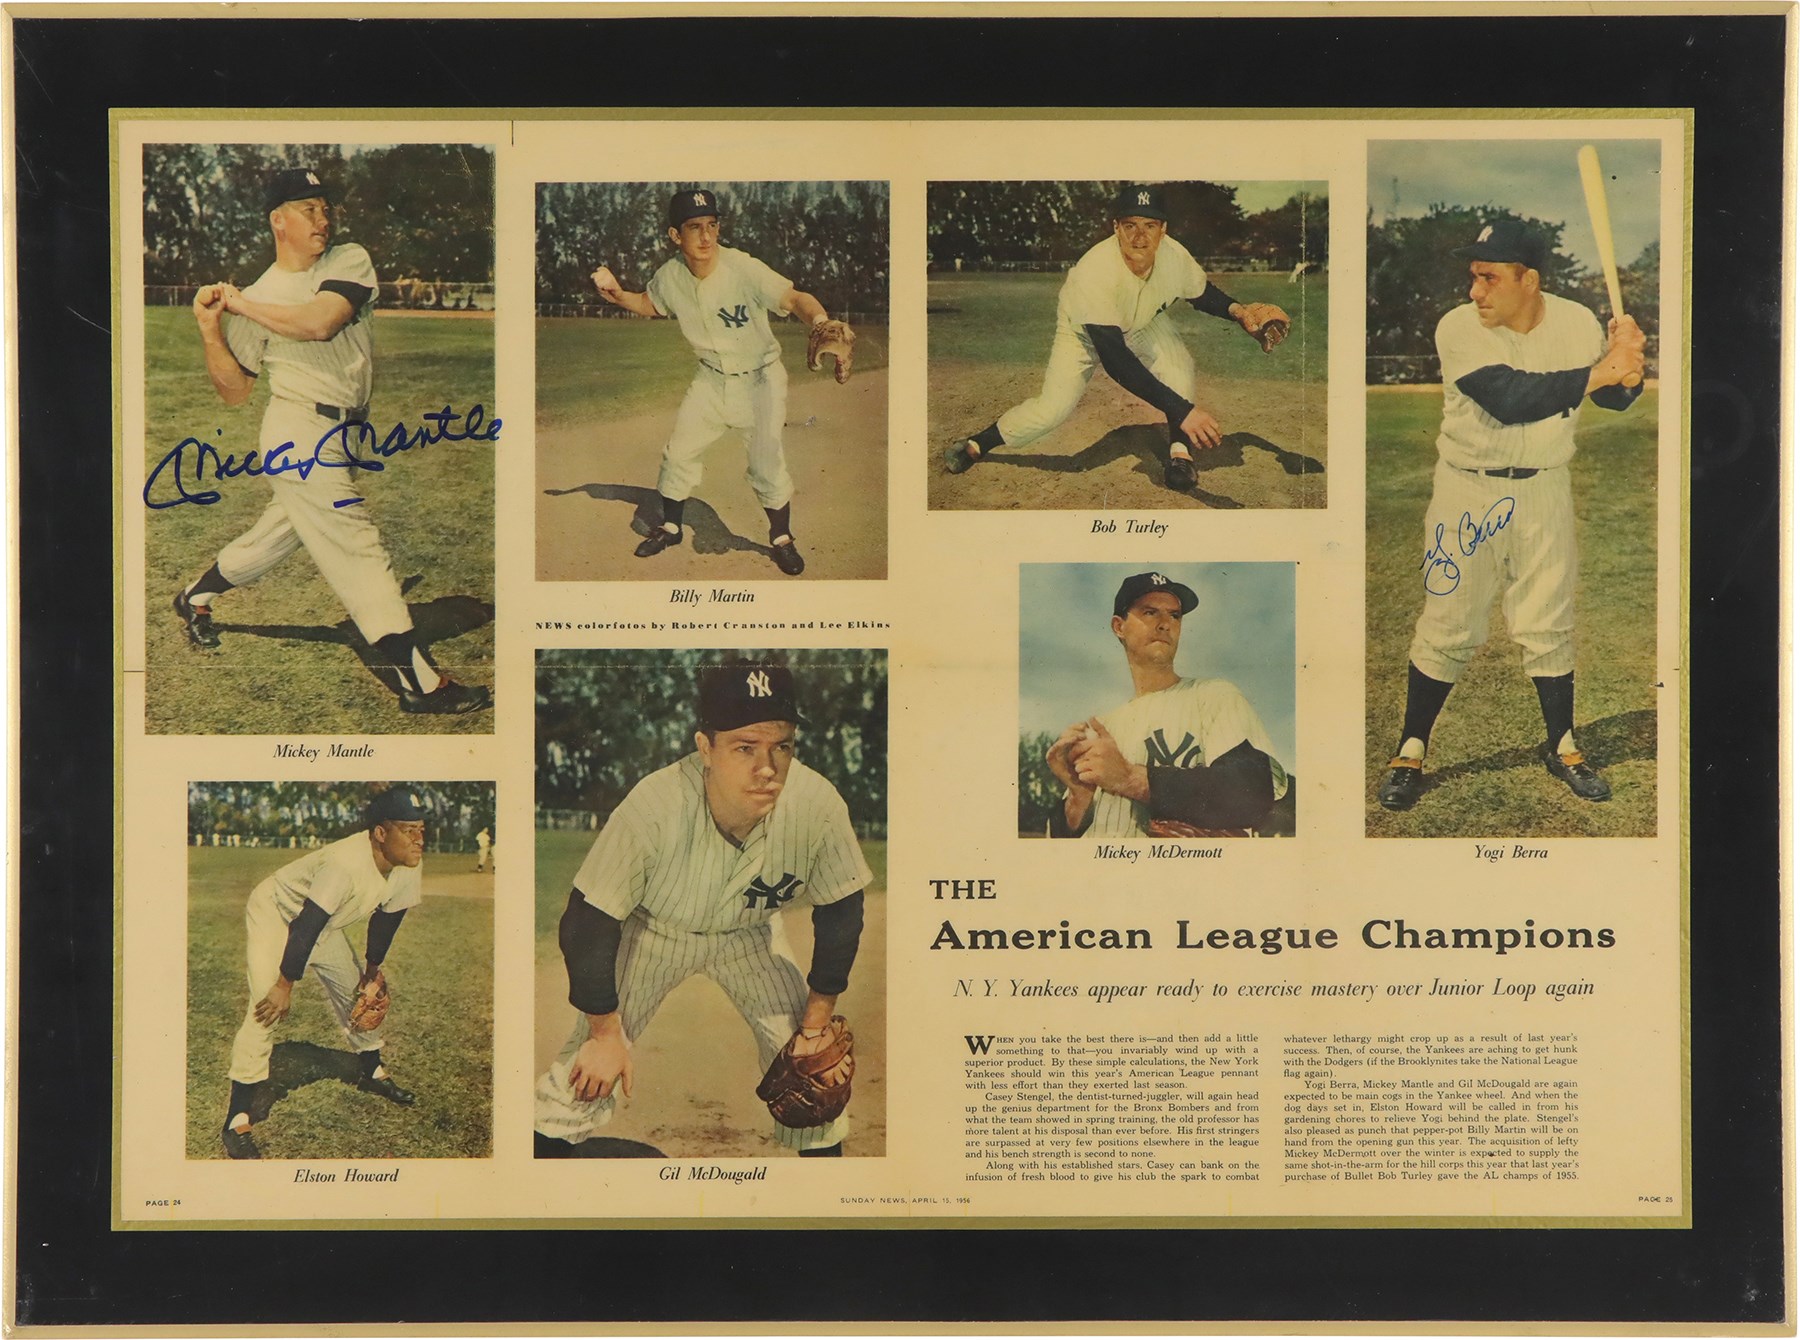 Mickey Mantle
Mickey Mantle
Billy Martin
NEWS colorfotos by Robert Cranston and Lee Elkins
Bob Turley
Mickey McDermott
Y. Berra
Yogi Berra
Elston Howard
Gil McDougald
THE
American League Champions
N. Y. Yankees appear ready to exercise mastery over Junior Loop again
WHEN you take the best there is—and then add a little
something to that—you invariably wind up with a
superior product. By these simple calculations, the New York
Yankees should win this year's American League pennant
with less effort than they exerted last season.
Casey Stengel, the dentist-turned-juggler, will again head
up the genius department for the Bronx Bombers and from
what the team showed in spring training, the old professor has
more talent at his disposal than ever before. His first stringers
are surpassed at very few positions elsewhere in the league
and his bench strength is second to none.
Along with his established stars, Casey can bank on the
infusion of fresh blood to give his club the spark to combat
whatever lethargy might crop up as a result of last year's
success. Then, of course, the Yankees are aching to get hunk
with the Dodgers (if the Brooklynites take the National League
flag again).
Yogi Berra, Mickey Mantle and Gil McDougald are again
expected to be main cogs in the Yankee wheel. And when the
dog days set in, Elston Howard will be called in from his
gardening chores to relieve Yogi behind the plate. Stengel's
also pleased as punch that pepper-pot Billy Martin will be on
hand from the opening gun this year. The acquisition of lefty
Mickey McDermott over the winter is expected to supply the
same shot-in-the-arm for the hill corps this year that last year's
purchase of Bullet Bob Turley gave the AL champs of 1955.
PAGE 24
SUNDAY NEWS, APRIL 15, 1956
PAGE 25